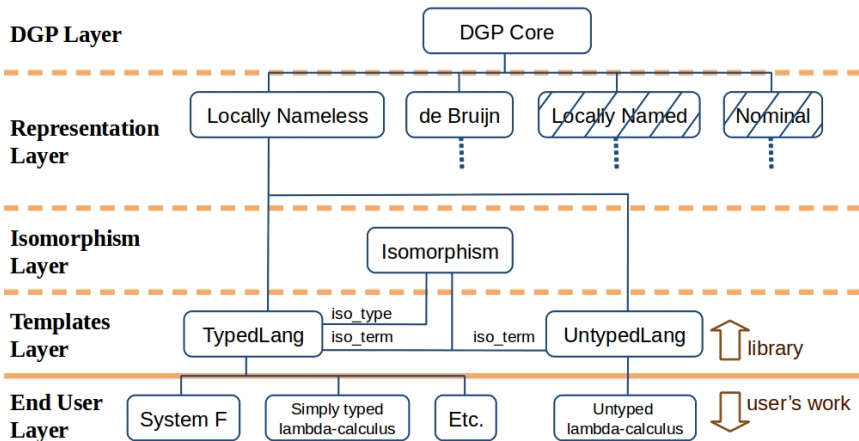 DGP Layer
DGP Core
Representation
Layer
Locally Nameless
de Bruijn
Locally Named
Nominal
Isomorphism
Layer
Isomorphism
Templates
Layer
TypedLang
iso_type
iso_term
iso_term
UntypedLang
library
End User
Layer
System F
Simply typed
lambda-calculus
Etc.
Untyped
lambda-calculus
user's work